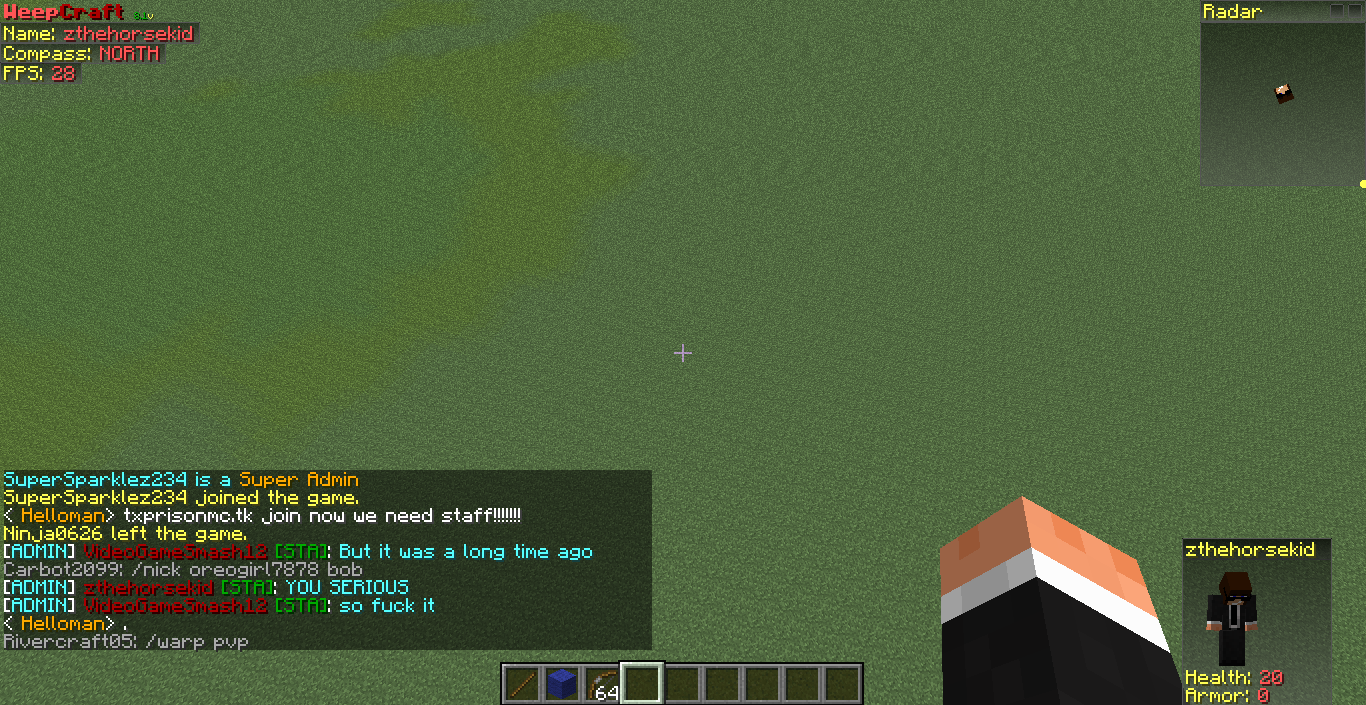 WeepCraft
Name: zthehorsekid
Compass: NORTH
FPS: 28
Radar
SuperSparklez234 is a Super Admin
SuperSparklez234 joined the game.
< Helloman> txprisonmc.tk join now we need staff!!!!!!!
Ninja0626 left the game.
[ADMIN] VideoGameSmash12 [STA]: But it was a long time ago
Carbot2099: /nick oreogirl7878 bob
[ADMIN] zthehorsekid [STA]: YOU SERIOUS
[ADMIN] VideoGameSmash12 [STA]: so fuck it
< Helloman> .
Rivercraft05: /warp pvp
64
zthehorsekid
Health: 20
Armor: 0